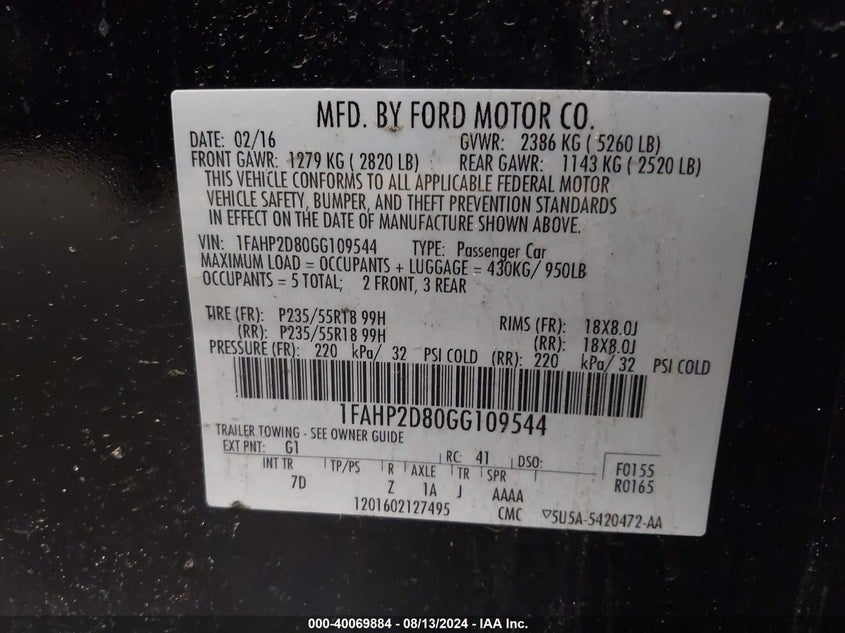 MFD. BY FORD MOTOR CO.
DATE: 02/16 GVWR: 2386 KG ( 5260 LB)
FRONT GAWR: 1279 KG ( 2820 LB) REAR GAWR: 1143 KG ( 2520 LB)
THIS VEHICLE CONFORMS TO ALL APPLICABLE FEDERAL MOTOR
VEHICLE SAFETY, BUMPER, AND THEFT PREVENTION STANDARDS
IN EFFECT ON THE DATE OF MANUFACTURE SHOWN ABOVE.
VIN: 1FAHP2D80GG109544 TYPE: Passenger Car
MAXIMUM LOAD = OCCUPANTS + LUGGAGE = 430KG/ 950LB
OCCUPANTS = 5 TOTAL; 2 FRONT, 3 REAR
TIRE (FR): P235/55R18 99H RIMS (FR): 18X8.0J
(RR): P235/55R18 99H (RR): 18X8.0J
PRESSURE (FR): 220 kPa/ 32 PSI COLD (RR): 220 kPa/ 32 PSI COLD
1FAHP2D80GG109544
TRAILER TOWING - SEE OWNER GUIDE
EXT PNT: G1 RC: 41 DSO: F0155
INT TR TP/PS R AXLE TR SPR R0165
7D Z 1A J AAAA
1201602127495 CMC ▽5U5A-5420472-AA
000-40069884 - 08/13/2024 - IAA Inc.